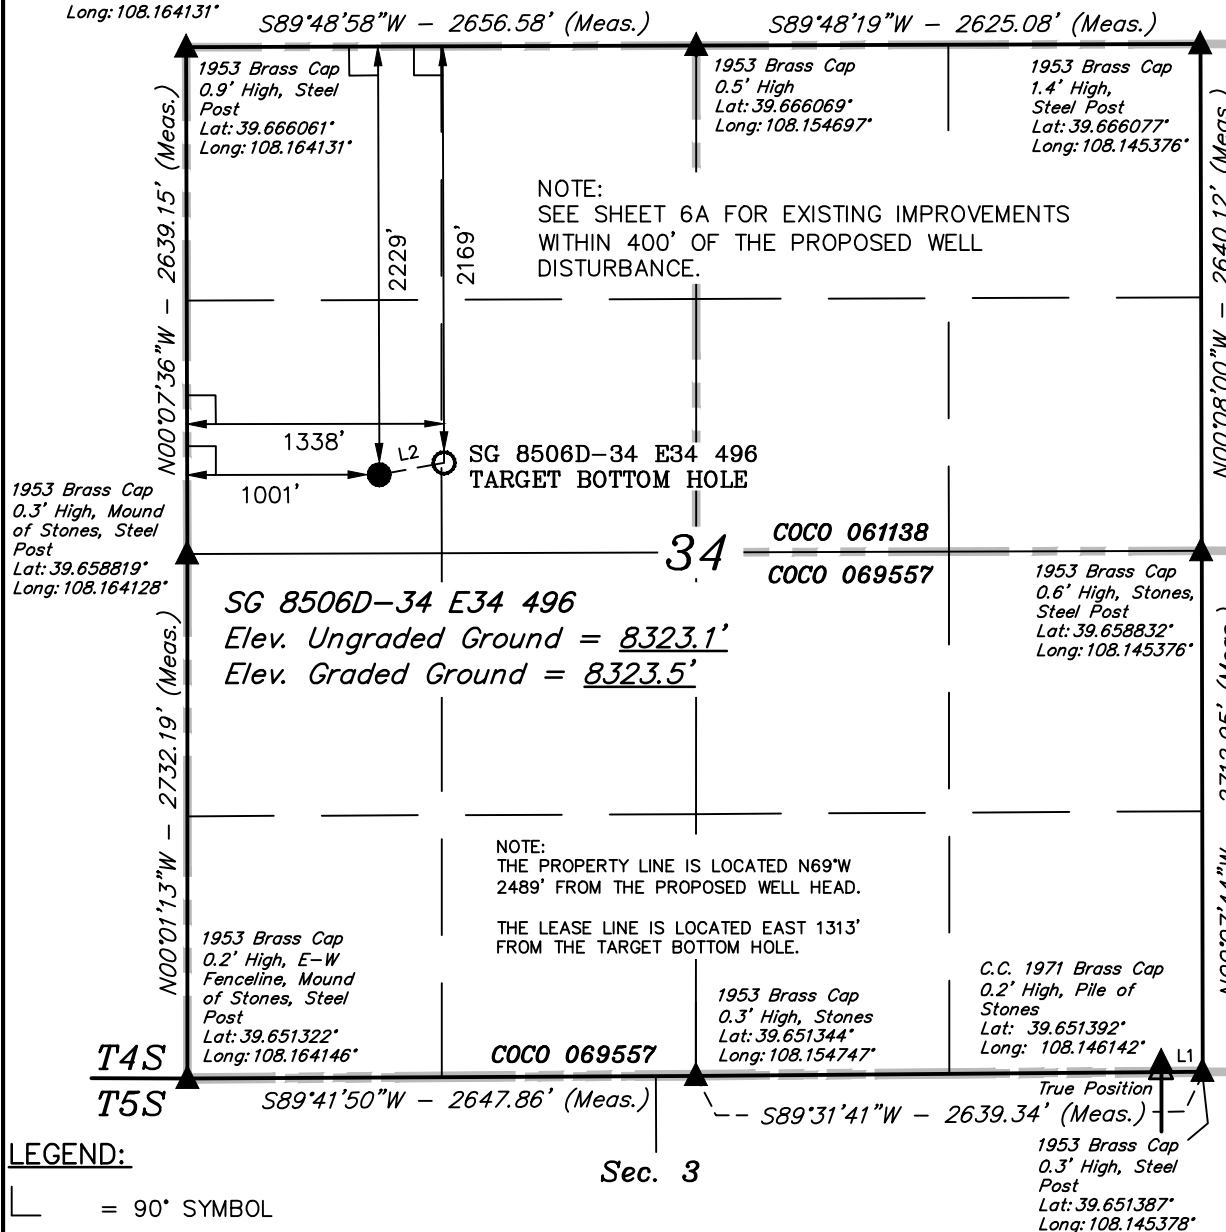 Long: 108.164131°
S89°48'58"W - 2656.58' (Meas.)
S89°48'19"W - 2625.08' (Meas.)
1953 Brass Cap
0.9' High, Steel
Post
Lat: 39.666061°
Long: 108.164131°
1953 Brass Cap
0.5' High
Lat: 39.666069°
Long: 108.154697°
1953 Brass Cap
1.4' High,
Steel Post
Lat: 39.666077°
Long: 108.145376°
N00°07'36"W - 2639.15' (Meas.)
N00°08'00"W - 2640.12' (Meas.)
2229'
2169'
NOTE:
SEE SHEET 6A FOR EXISTING IMPROVEMENTS
WITHIN 400' OF THE PROPOSED WELL
DISTURBANCE.
1338'
L2
1001'
SG 8506D-34 E34 496
TARGET BOTTOM HOLE
1953 Brass Cap
0.3' High, Mound
of Stones, Steel
Post
Lat: 39.658819°
Long: 108.164128°
34
COCO 061138
COCO 069557
1953 Brass Cap
0.6' High, Stones,
Steel Post
Lat: 39.658832°
Long: 108.145376°
SG 8506D-34 E34 496
Elev. Ungraded Ground = 8323.1'
Elev. Graded Ground = 8323.5'
N00°01'13"W - 2732.19' (Meas.)
NOTE:
THE PROPERTY LINE IS LOCATED N69°W
2489' FROM THE PROPOSED WELL HEAD.
THE LEASE LINE IS LOCATED EAST 1313'
FROM THE TARGET BOTTOM HOLE.
1953 Brass Cap
0.2' High, E-W
Fenceline, Mound
of Stones, Steel
Post
Lat: 39.651322°
Long: 108.164146°
COCO 069557
1953 Brass Cap
0.3' High, Stones
Lat: 39.651344°
Long: 108.154747°
C.C. 1971 Brass Cap
0.2' High, Pile of
Stones
Lat: 39.651392°
Long: 108.146142°
L1
T4S
T5S
True Position
S89°41'50"W - 2647.86' (Meas.)
S89°31'41"W - 2639.34' (Meas.)
1953 Brass Cap
0.3' High, Steel
Post
Lat: 39.651387°
Long: 108.145378°
Sec. 3
LEGEND:
= 90° SYMBOL